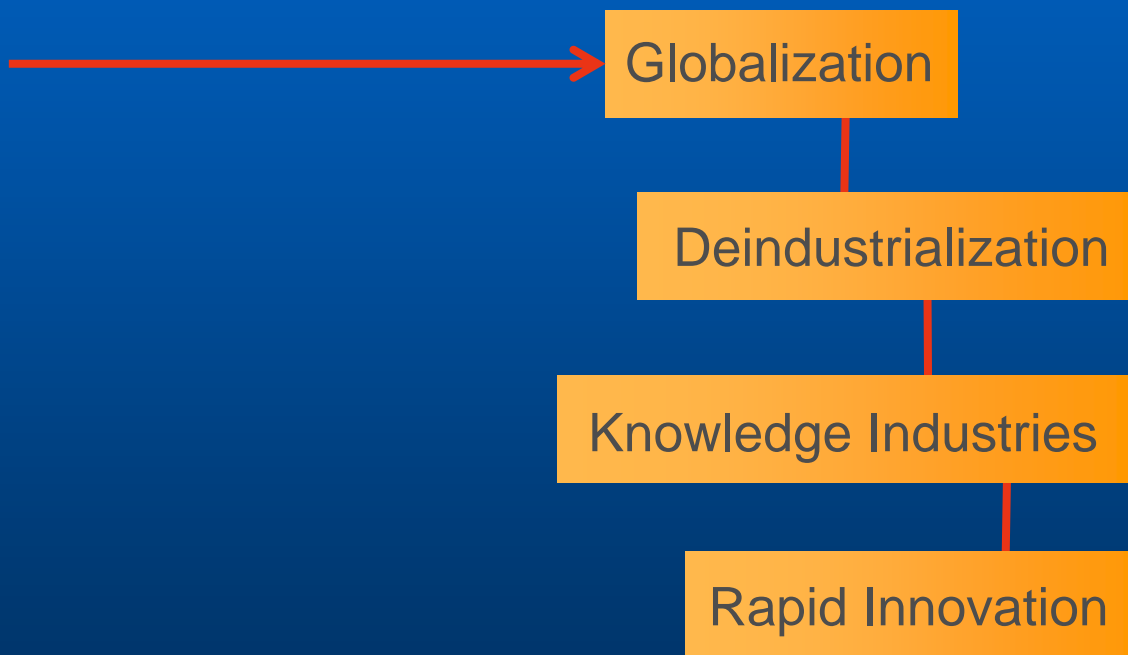 Globalization
Deindustrialization
Knowledge Industries
Rapid Innovation